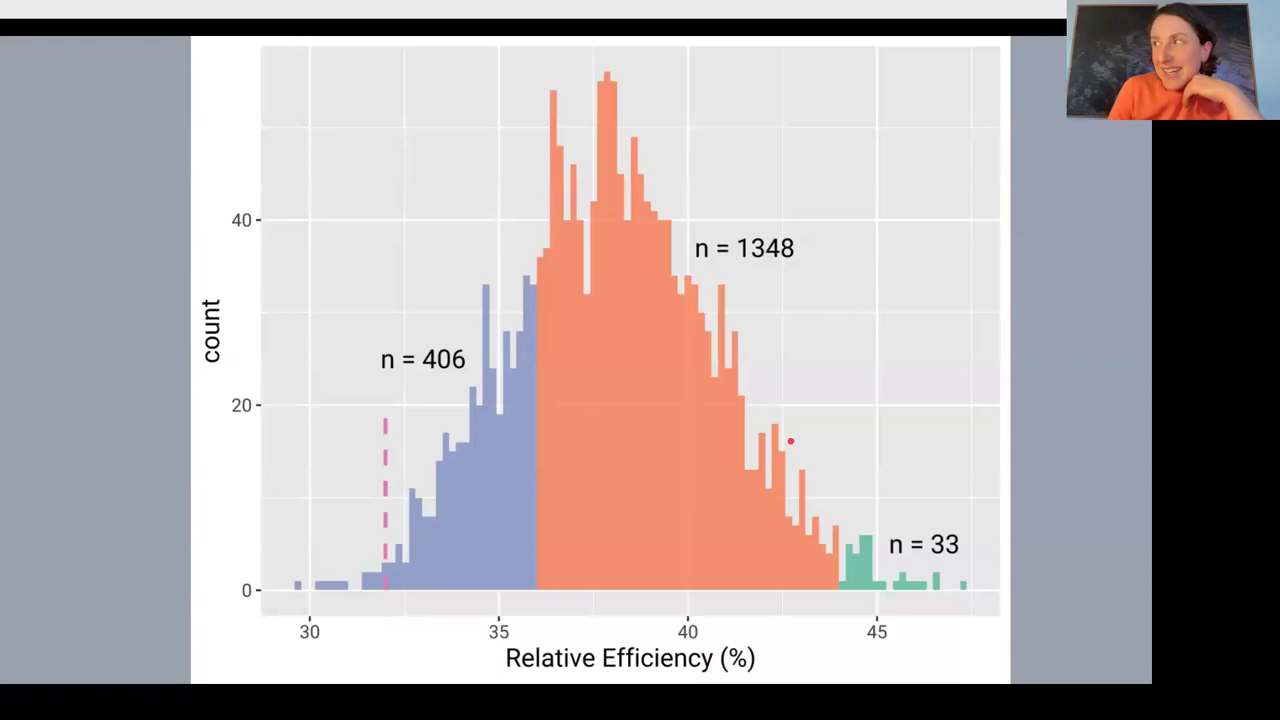 n = 1348
n = 406
n = 33
count
40
20
0
30 35 40 45
Relative Efficiency (%)